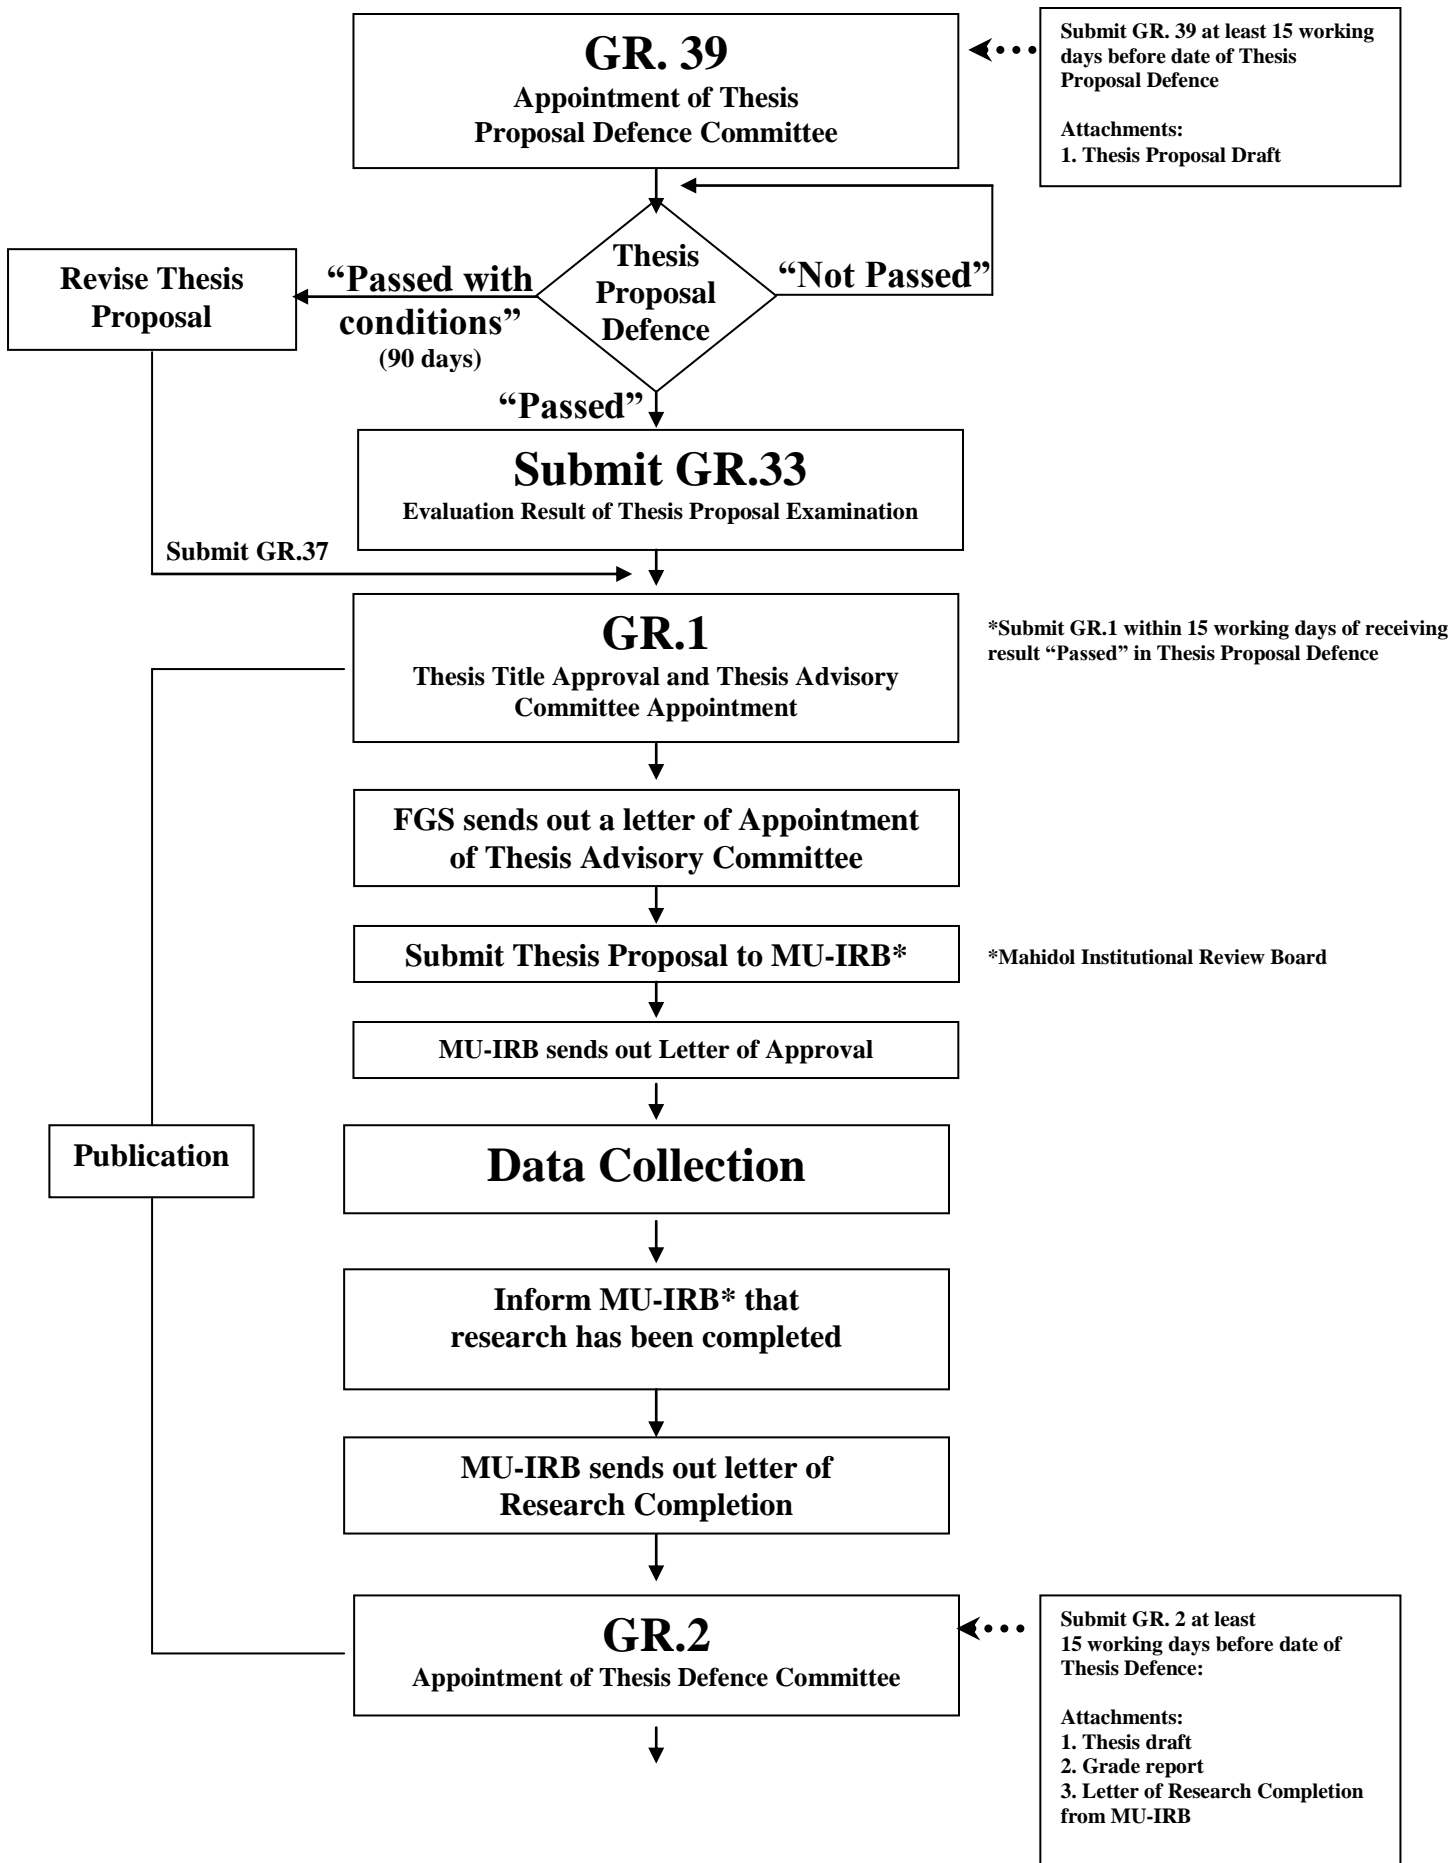 GR. 39
Appointment of Thesis
Proposal Defence Committee
Submit GR. 39 at least 15 working
days before date of Thesis
Proposal Defence
Attachments:
1. Thesis Proposal Draft
Thesis
Proposal
Defence
“Not Passed”
“Passed with
conditions”
(90 days)
Revise Thesis
Proposal
“Passed”
Submit GR.33
Evaluation Result of Thesis Proposal Examination
Submit GR.37
GR.1
Thesis Title Approval and Thesis Advisory
Committee Appointment
*Submit GR.1 within 15 working days of receiving
result “Passed” in Thesis Proposal Defence
FGS sends out a letter of Appointment
of Thesis Advisory Committee
Submit Thesis Proposal to MU-IRB*
*Mahidol Institutional Review Board
MU-IRB sends out Letter of Approval
Publication
Data Collection
Inform MU-IRB* that
research has been completed
MU-IRB sends out letter of
Research Completion
GR.2
Appointment of Thesis Defence Committee
Submit GR. 2 at least
15 working days before date of
Thesis Defence:
Attachments:
1. Thesis draft
2. Grade report
3. Letter of Research Completion
from MU-IRB